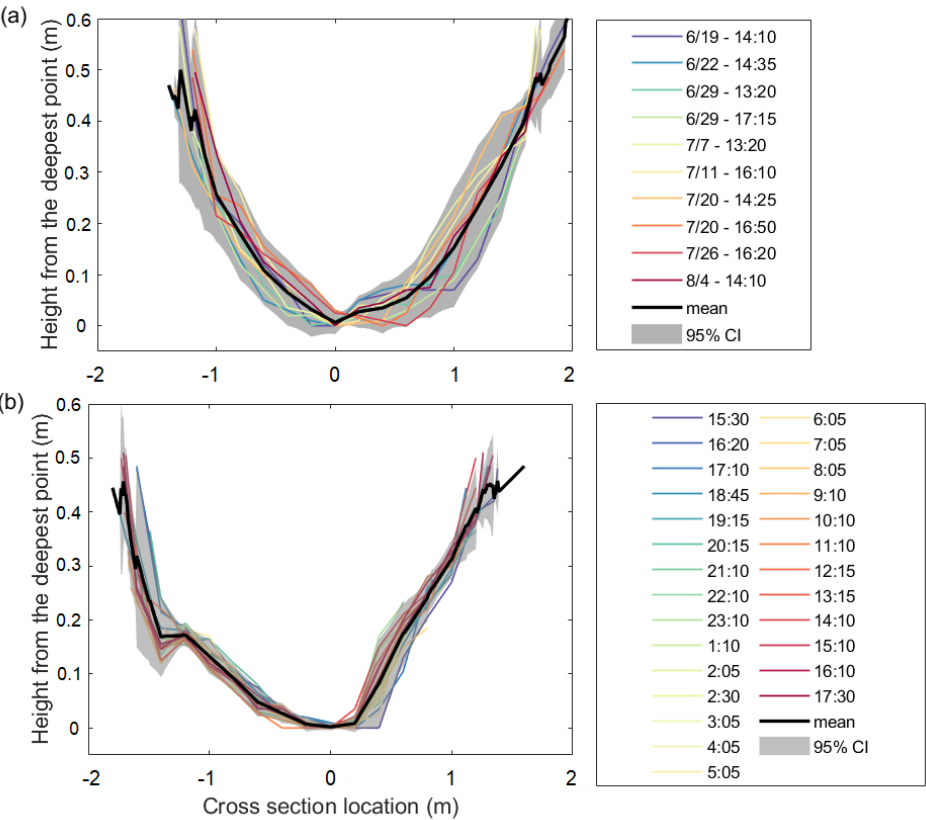 (a)
Height from the deepest point (m)
0.6
0.5
0.4
0.3
0.2
0.1
0
-2
-1
0
1
2
6/19 - 14:10
6/22 - 14:35
6/29 - 13:20
6/29 - 17:15
7/7 - 13:20
7/11 - 16:10
7/20 - 14:25
7/20 - 16:50
7/26 - 16:20
8/4 - 14:10
mean
95% CI
(b)
Height from the deepest point (m)
0.6
0.5
0.4
0.3
0.2
0.1
0
-2
-1
0
1
2
Cross section location (m)
15:30
16:20
17:10
18:45
19:15
20:15
21:10
22:10
23:10
1:10
2:05
2:30
3:05
4:05
5:05
6:05
7:05
8:05
9:10
10:10
11:10
12:15
13:15
14:10
15:10
16:10
17:30
mean
95% CI